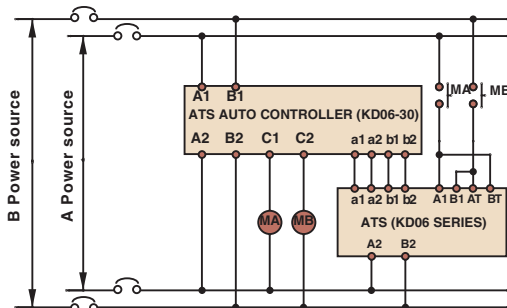 B Power source
A Power source
A1 B1
ATS AUTO CONTROLLER (KD06-30)
A2 B2 C1 C2 a1 a2 b1 b2
MA MB
MA MB
a1 a2 b1 b2 A1 B1 AT BT
ATS (KD06 SERIES)
A2 B2